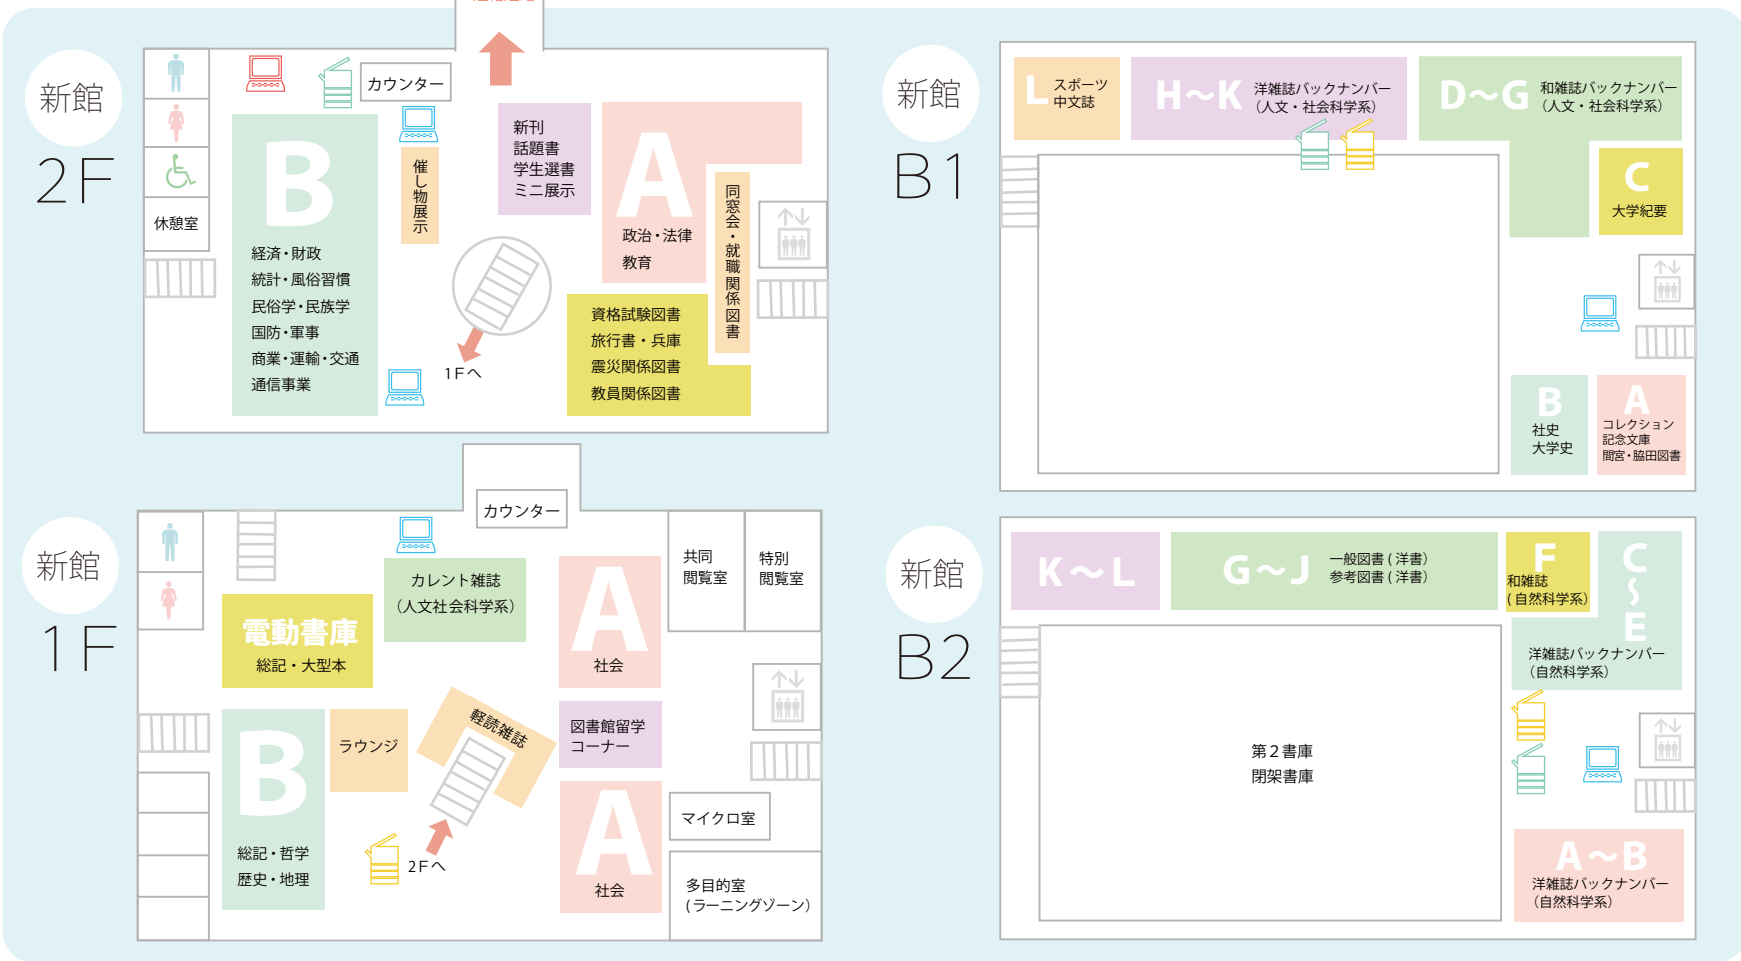 新館
2F
カウンター
B
経済・財政
統計・風俗習慣
民俗学・民族学
国防・軍事
商業・運輸・交通
通信事業
休憩室
催し物展示
新刊
話題書
学生選書
ミニ展示
A
政治・法律
教育
同窓会・就職関係図書
資格試験図書
旅行書・兵庫
震災関係図書
教員関係図書
1Fへ
新館
1F
カウンター
カレント雑誌
（人文社会科学系）
電動書庫
総記・大型本
A
社会
共同
閲覧室
特別
閲覧室
B
総記・哲学
歴史・地理
ラウンジ
軽読雑誌
図書館留学
コーナー
A
社会
マイクロ室
多目的室
(ラーニングゾーン)
2Fへ
新館
B1
L
スポーツ
中文誌
H～K
洋雑誌バックナンバー
（人文・社会科学系）
D～G
和雑誌バックナンバー
（人文・社会科学系）
C
大学紀要
B
社史
大学史
A
コレクション
記念文庫
間宮・脇田図書
新館
B2
K～L
G～J
一般図書 ( 洋書）
参考図書 ( 洋書）
F
和雑誌
( 自然科学系）
C～E
洋雑誌バックナンバー
（自然科学系）
第２書庫
閉架書庫
A～B
洋雑誌バックナンバー
（自然科学系）